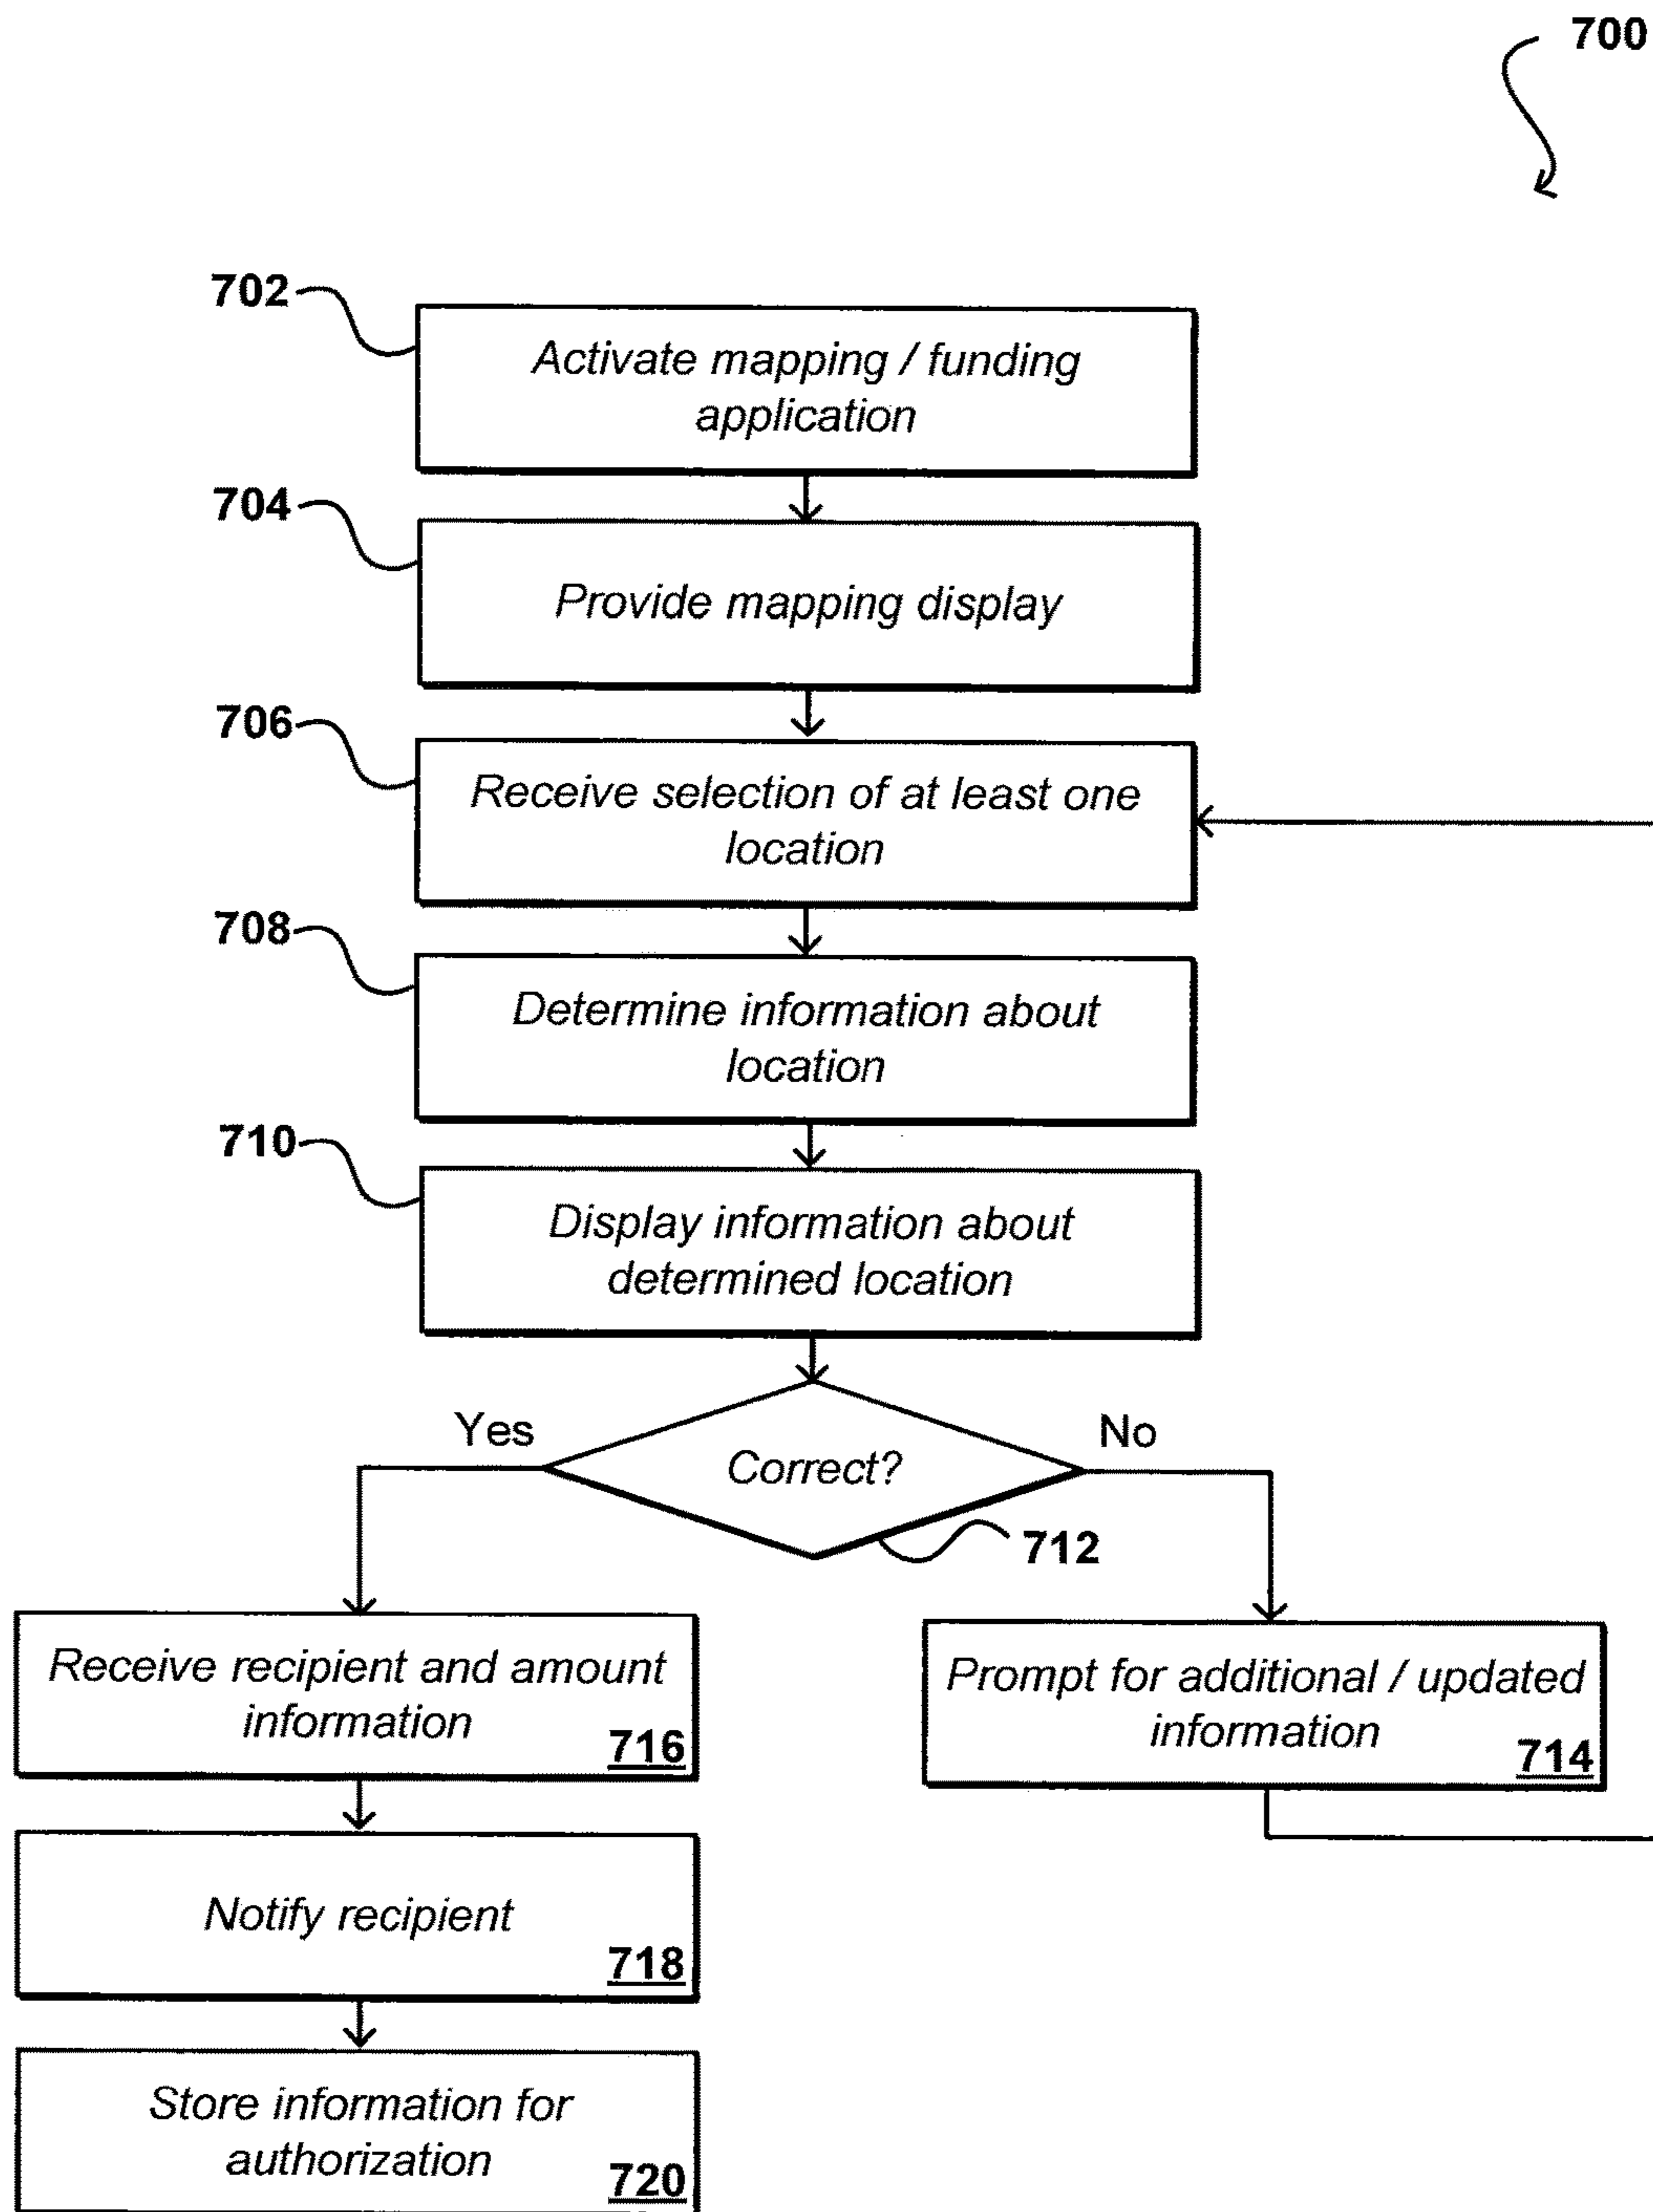 700
702
Activate mapping / funding
application
704
Provide mapping display
706
Receive selection of at least one
location
708
Determine information about
location
710
Display information about
determined location
Yes
Correct?
No
712
Receive recipient and amount
information
716
Prompt for additional / updated
information
714
Notify recipient
718
Store information for
authorization
720